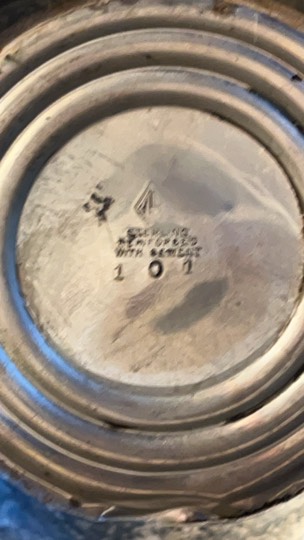 STERLING
REINFORCED
WITH CEMENT
101